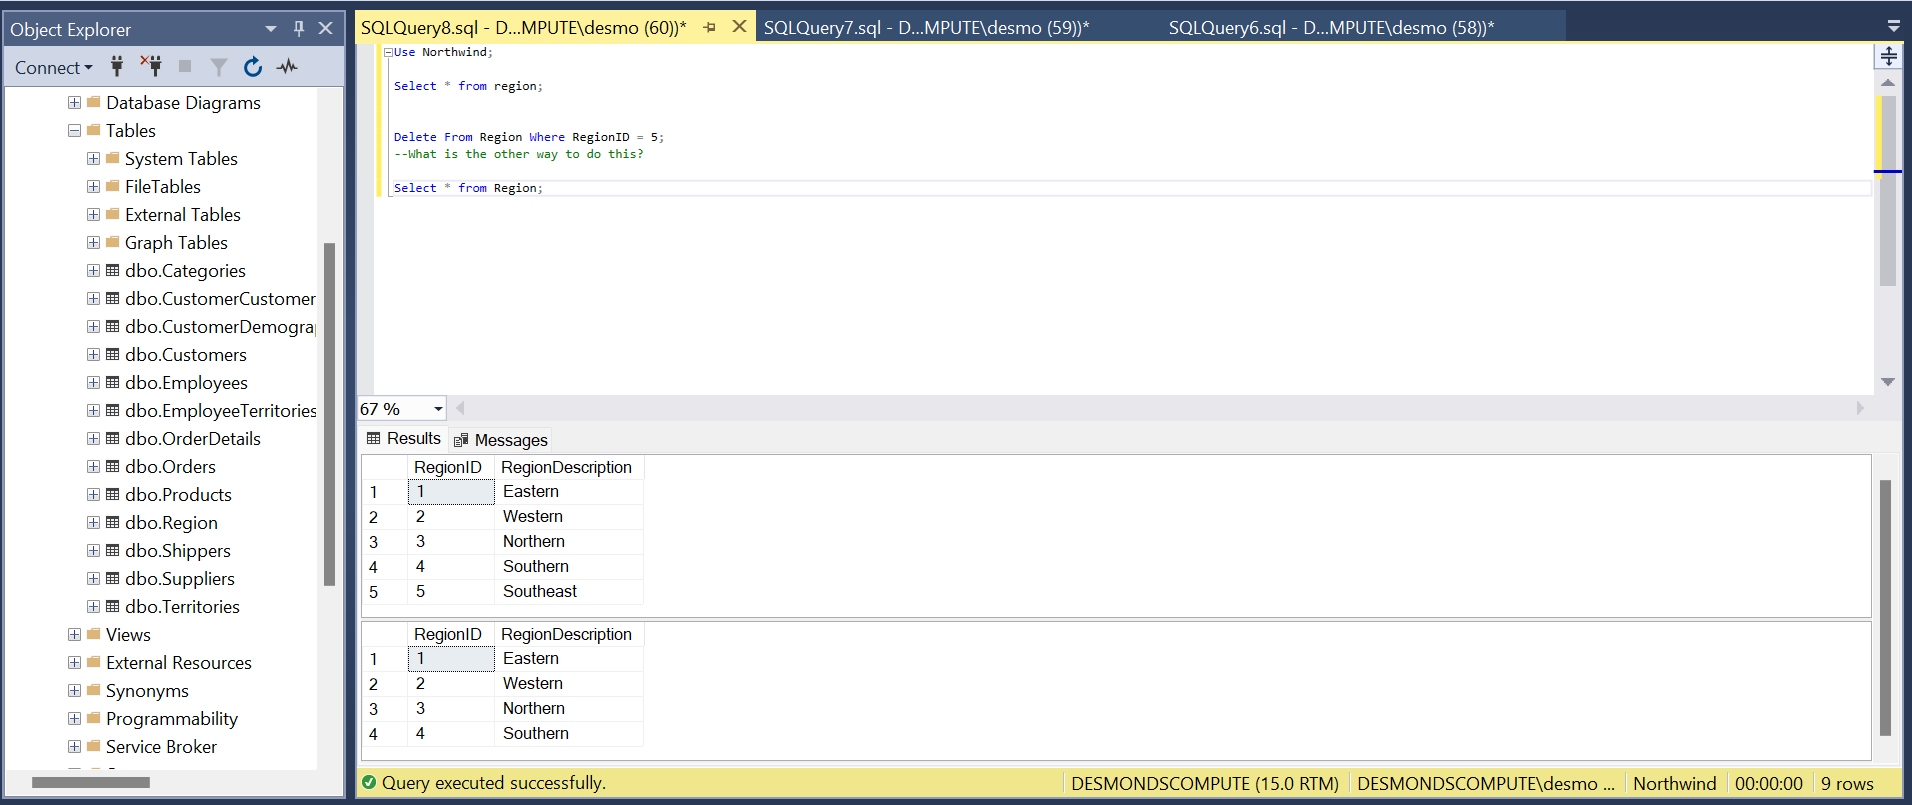 Object Explorer
Connect
Database Diagrams
Tables
System Tables
FileTables
External Tables
Graph Tables
dbo.Categories
dbo.CustomerCustomer
dbo.CustomerDemogra
dbo.Customers
dbo.Employees
dbo.EmployeeTerritories
dbo.OrderDetails
dbo.Orders
dbo.Products
dbo.Region
dbo.Shippers
dbo.Suppliers
dbo.Territories
Views
External Resources
Synonyms
Programmability
Service Broker
SQLQuery8.sql - D...MPUTE\desmo (60))* SQLQuery7.sql - D...MPUTE\desmo (59))* SQLQuery6.sql - D...MPUTE\desmo (58))*
Use Northwind;
Select * from region;
Delete From Region Where RegionID = 5;
--What is the other way to do this?
Select * from Region;
67 %
Results Messages
RegionID RegionDescription
1 1 Eastern
2 2 Western
3 3 Northern
4 4 Southern
5 5 Southeast
RegionID RegionDescription
1 1 Eastern
2 2 Western
3 3 Northern
4 4 Southern
Query executed successfully. DESMONDSCOMPUTE (15.0 RTM) DESMONDSCOMPUTE\desmo ... Northwind 00:00:00 9 rows